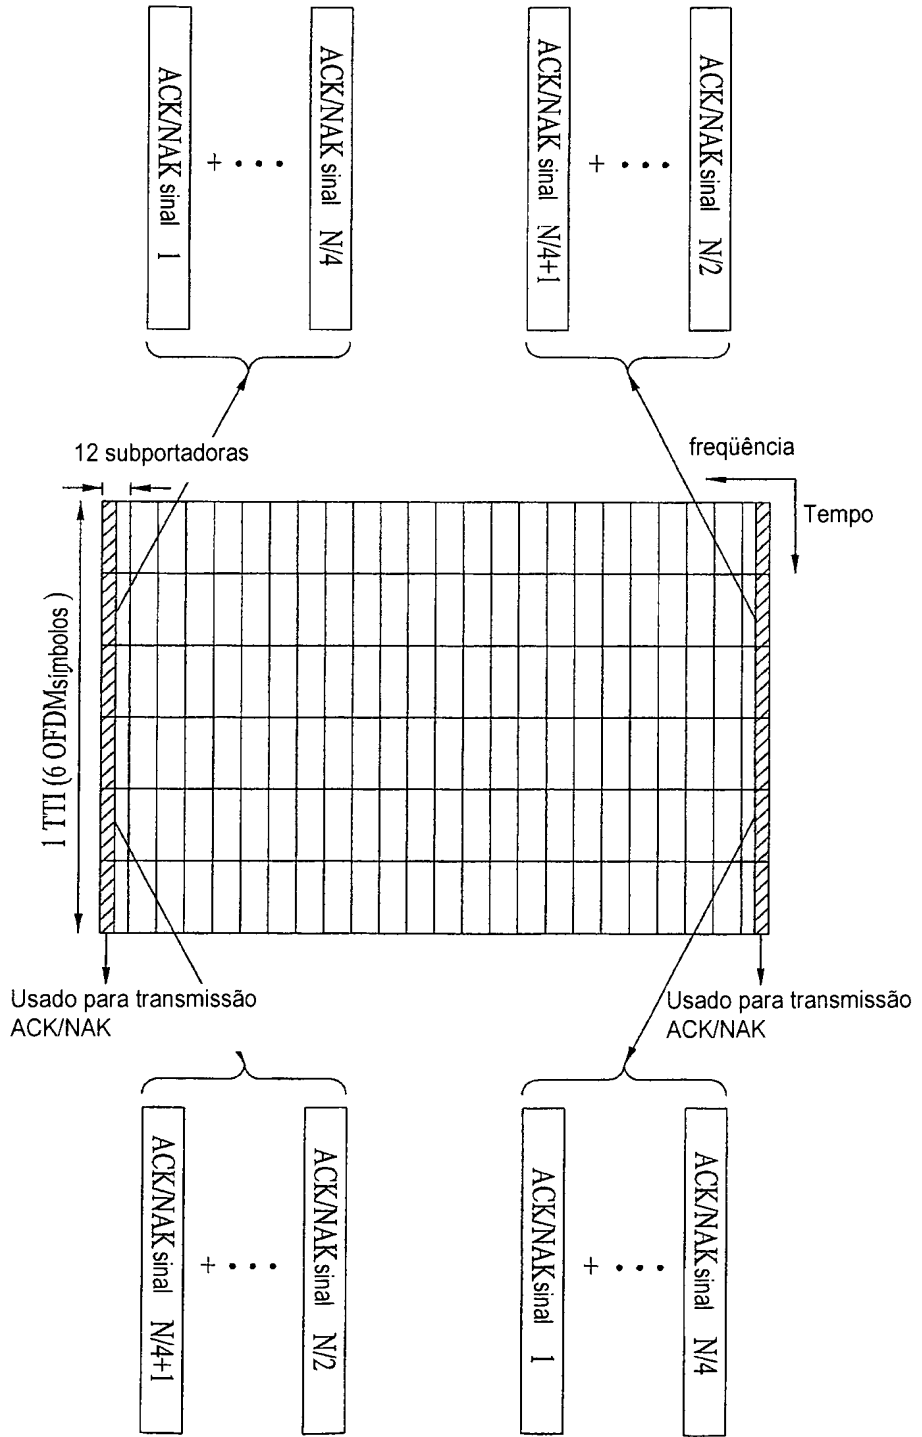 ACK/NAK sinal 1
+ • • •
ACK/NAK sinal N/4
ACK/NAK sinal N/4+1
+ • • •
ACK/NAK sinal N/2
12 subportadoras
freqüência
Tempo
1 TTI (6 OFDM símbolos )
Usado para transmissão
ACK/NAK
Usado para transmissão
ACK/NAK
ACK/NAK sinal N/4+1
+ • • •
ACK/NAK sinal N/2
ACK/NAK sinal 1
+ • • •
ACK/NAK sinal N/4